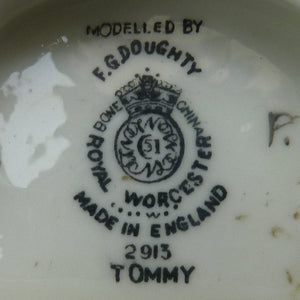 MODELLED BY
F.G.DOUGHTY
BONE CHINA
51
ROYAL WORCESTER
W
MADE IN ENGLAND
2913
TOMMY
P.